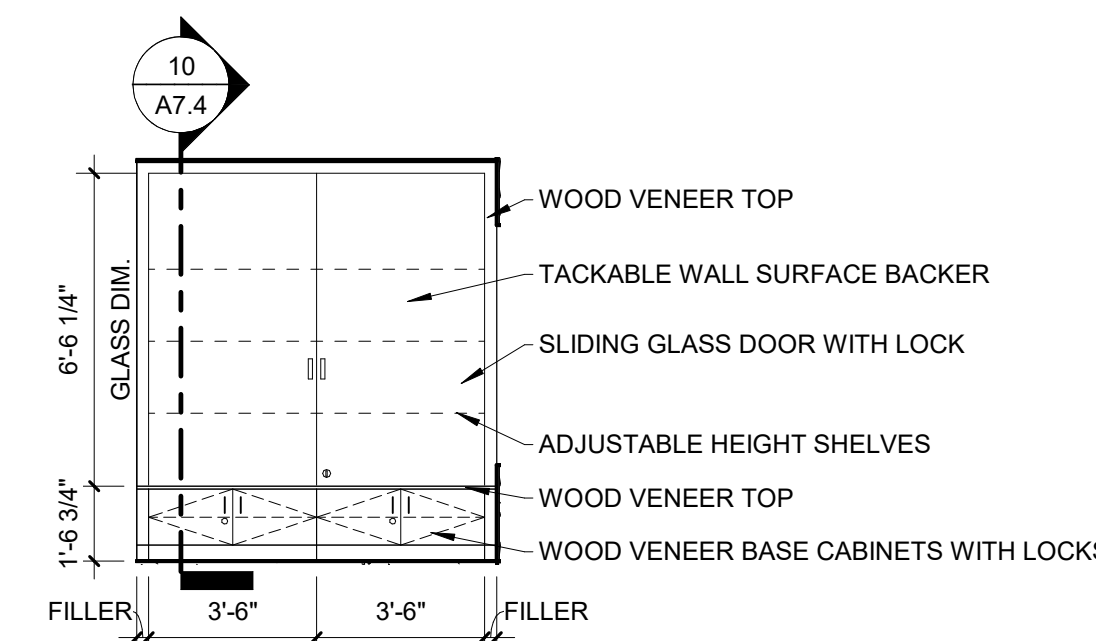 10
A7.4
WOOD VENEER TOP
TACKABLE WALL SURFACE BACKER
6'-6 1/4"
GLASS DIM.
SLIDING GLASS DOOR WITH LOCK
ADJUSTABLE HEIGHT SHELVES
WOOD VENEER TOP
1'-6 3/4"
WOOD VENEER BASE CABINETS WITH LOCKS
FILLER
3'-6"
3'-6"
FILLER